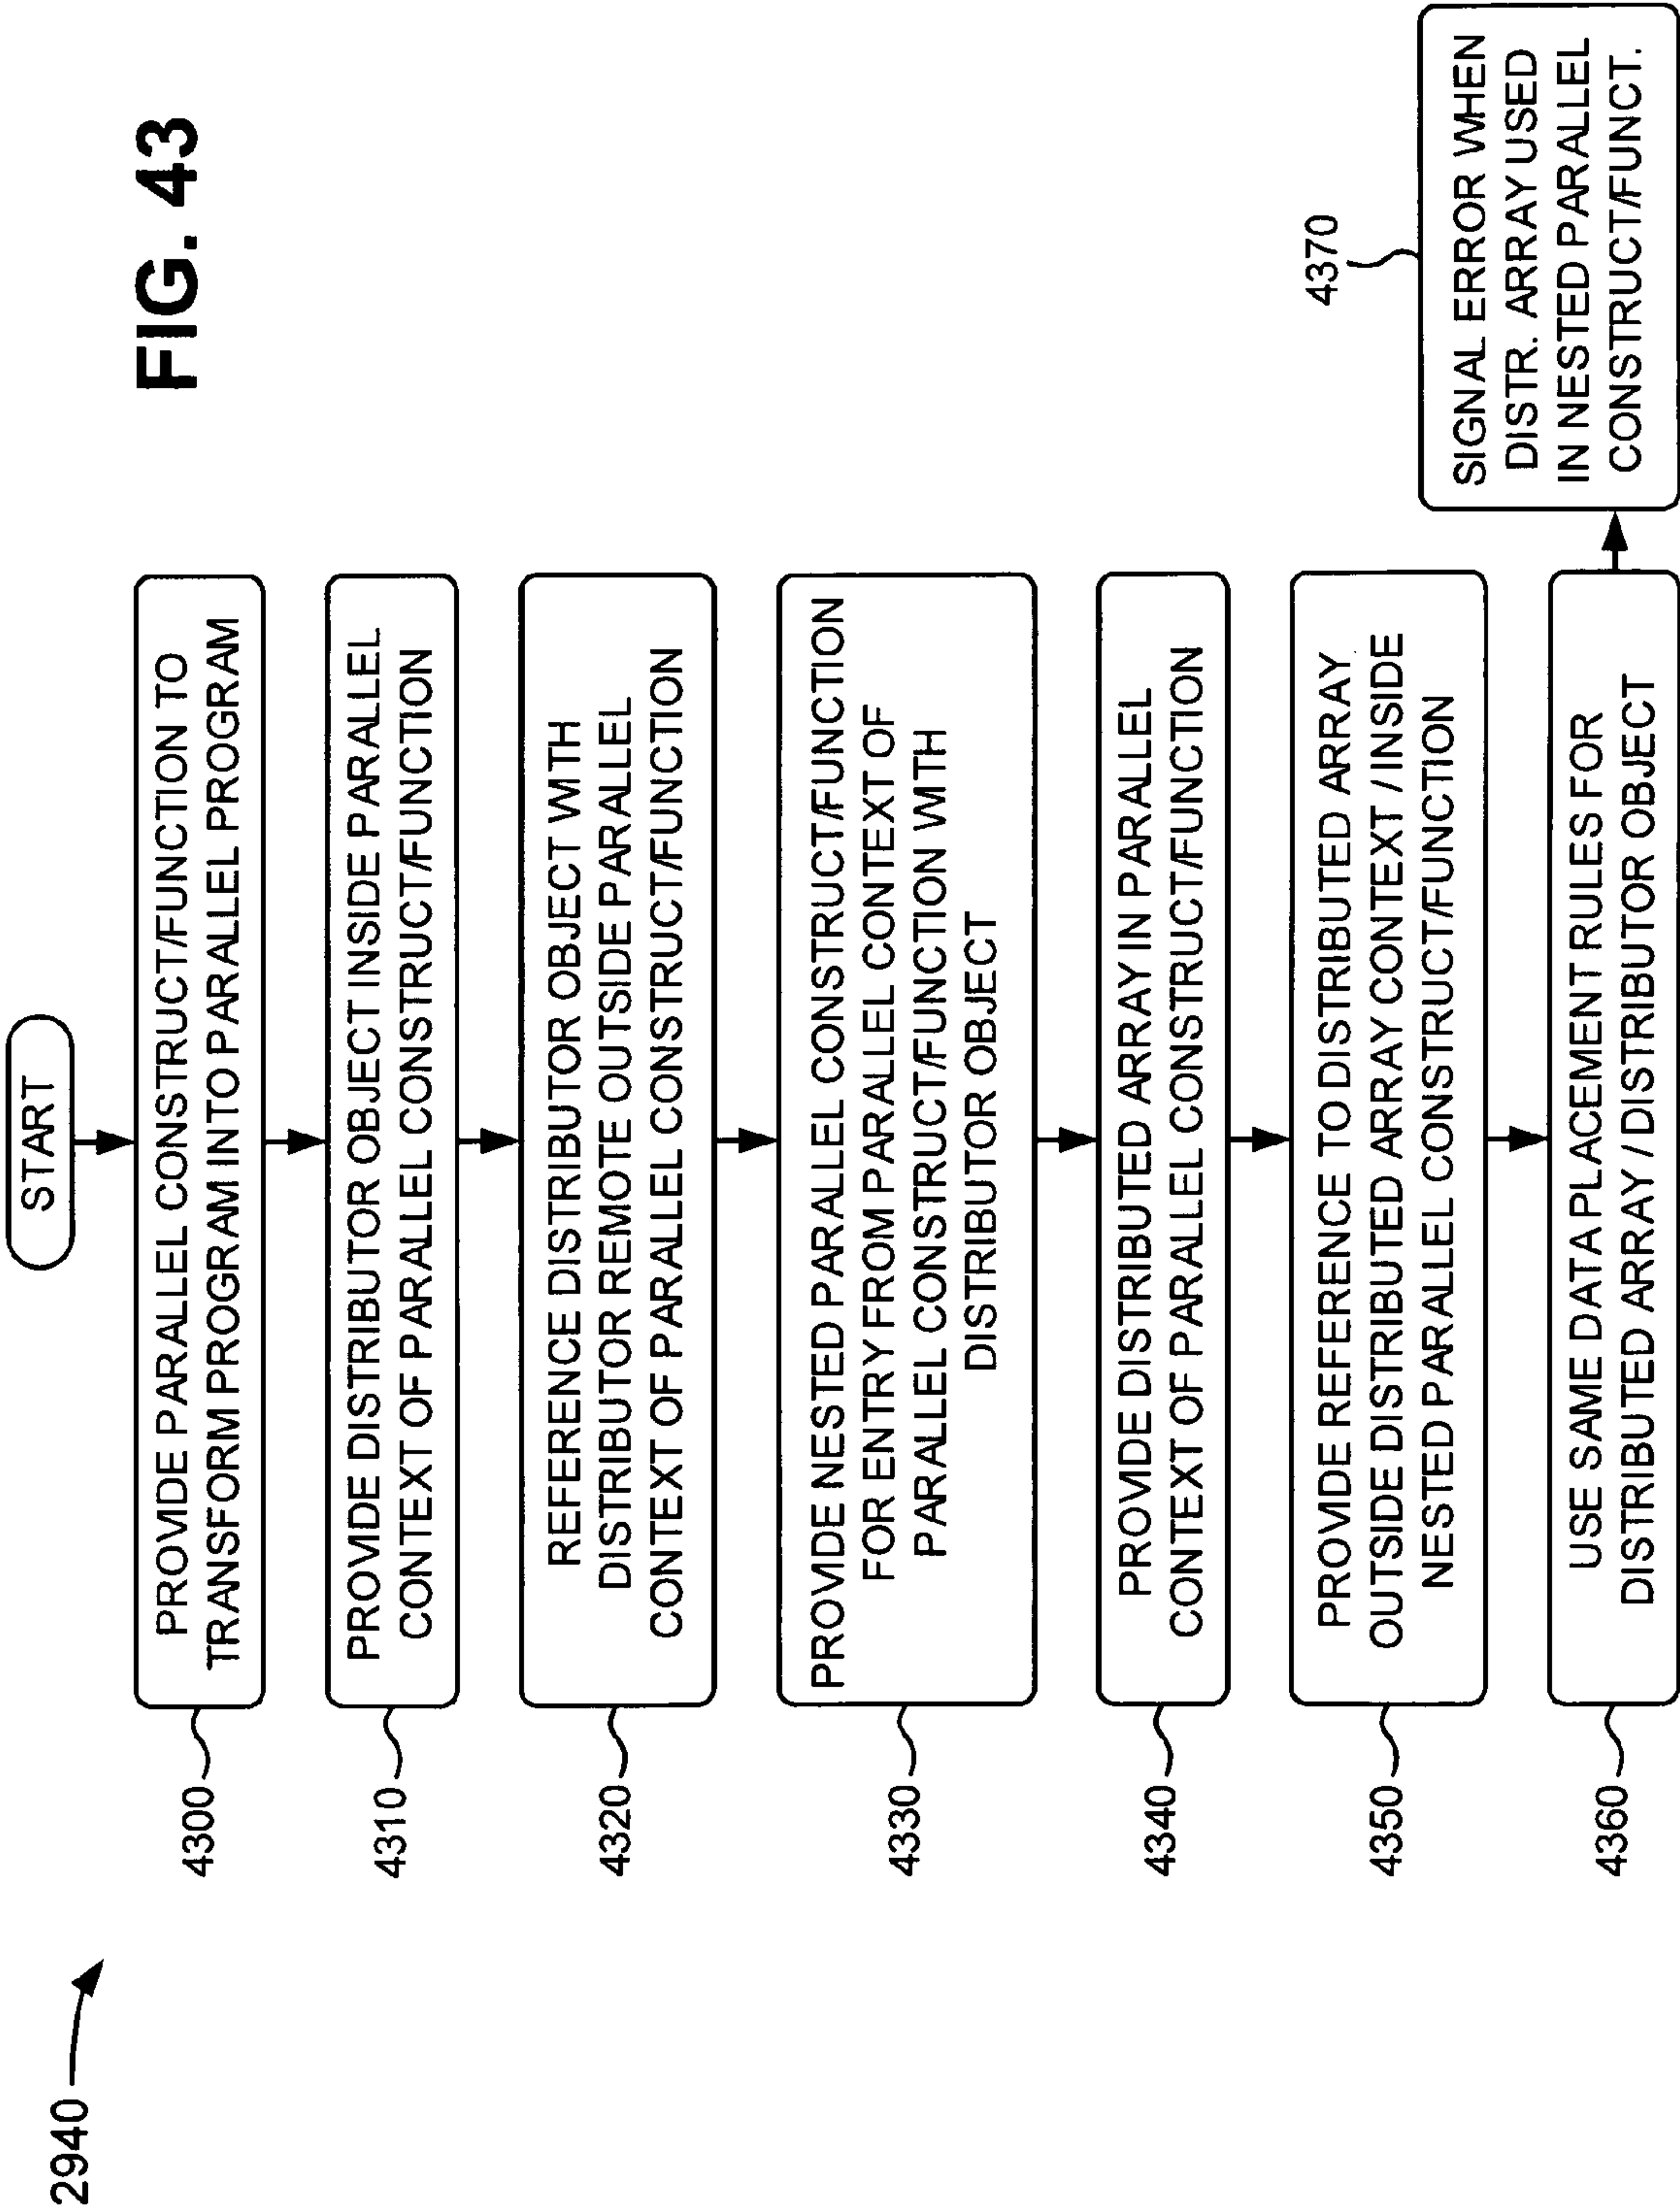 FIG. 43
2940
START
4300
PROVIDE PARALLEL CONSTRUCT/FUNCTION TO
TRANSFORM PROGRAM INTO PARALLEL PROGRAM
4310
PROVIDE DISTRIBUTOR OBJECT INSIDE PARALLEL
CONTEXT OF PARALLEL CONSTRUCT/FUNCTION
4320
REFERENCE DISTRIBUTOR OBJECT WITH
DISTRIBUTOR REMOTE OUTSIDE PARALLEL
CONTEXT OF PARALLEL CONSTRUCT/FUNCTION
4330
PROVIDE NESTED PARALLEL CONSTRUCT/FUNCTION
FOR ENTRY FROM PARALLEL CONTEXT OF
PARALLEL CONSTRUCT/FUNCTION WITH
DISTRIBUTOR OBJECT
4340
PROVIDE DISTRIBUTED ARRAY IN PARALLEL
CONTEXT OF PARALLEL CONSTRUCT/FUNCTION
4350
PROVIDE REFERENCE TO DISTRIBUTED ARRAY
OUTSIDE DISTRIBUTED ARRAY CONTEXT / INSIDE
NESTED PARALLEL CONSTRUCT/FUNCTION
4360
USE SAME DATA PLACEMENT RULES FOR
DISTRIBUTED ARRAY / DISTRIBUTOR OBJECT
4370
SIGNAL ERROR WHEN
DISTR. ARRAY USED
IN NESTED PARALLEL
CONSTRUCT/FUNCT.